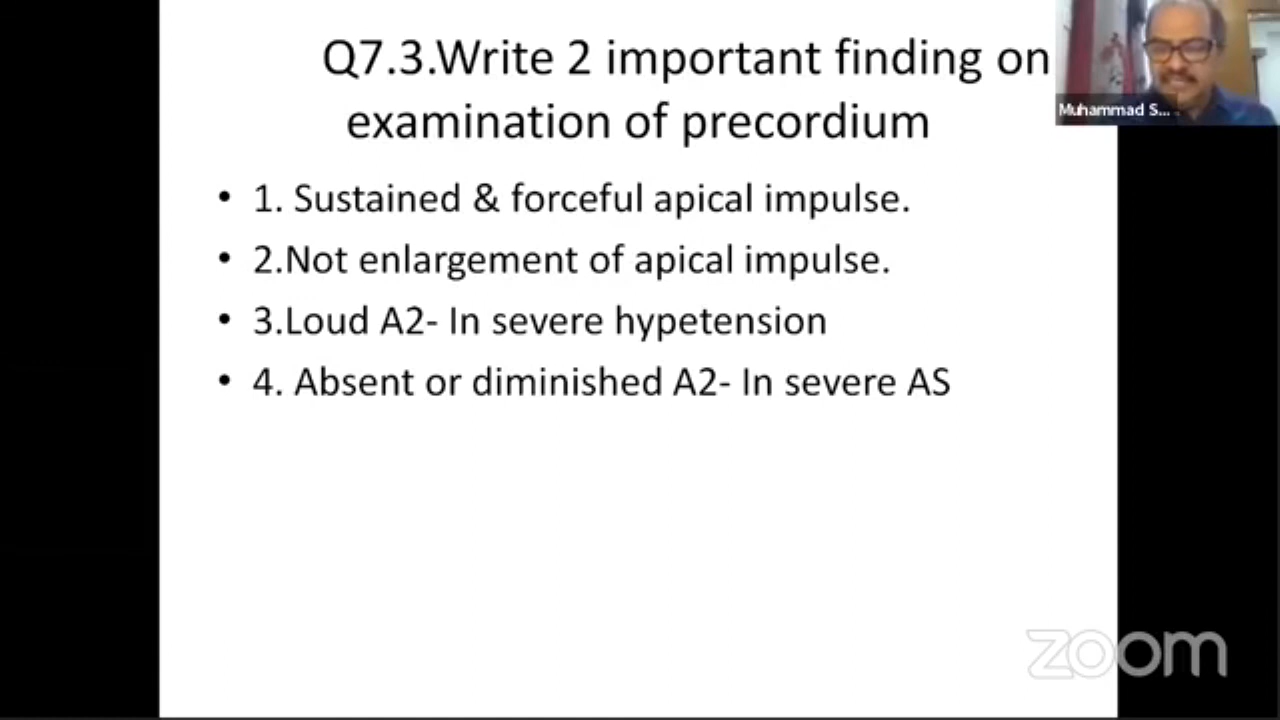 Q7.3.Write 2 important finding on
examination of precordium
• 1. Sustained & forceful apical impulse.
• 2.Not enlargement of apical impulse.
• 3.Loud A2- In severe hypetension
• 4. Absent or diminished A2- In severe AS
Muhammad S...
zoom